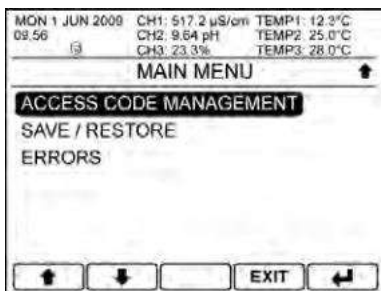 MON 1 JUN 2009 CH1: 517.2 µS/cm TEMP1: 12.3°C
09:56 CH2: 9.64 pH TEMP2: 25.0°C
CH3: 23.3% TEMP3: 28.0°C
MAIN MENU
ACCESS CODE MANAGEMENT
SAVE / RESTORE
ERRORS
EXIT